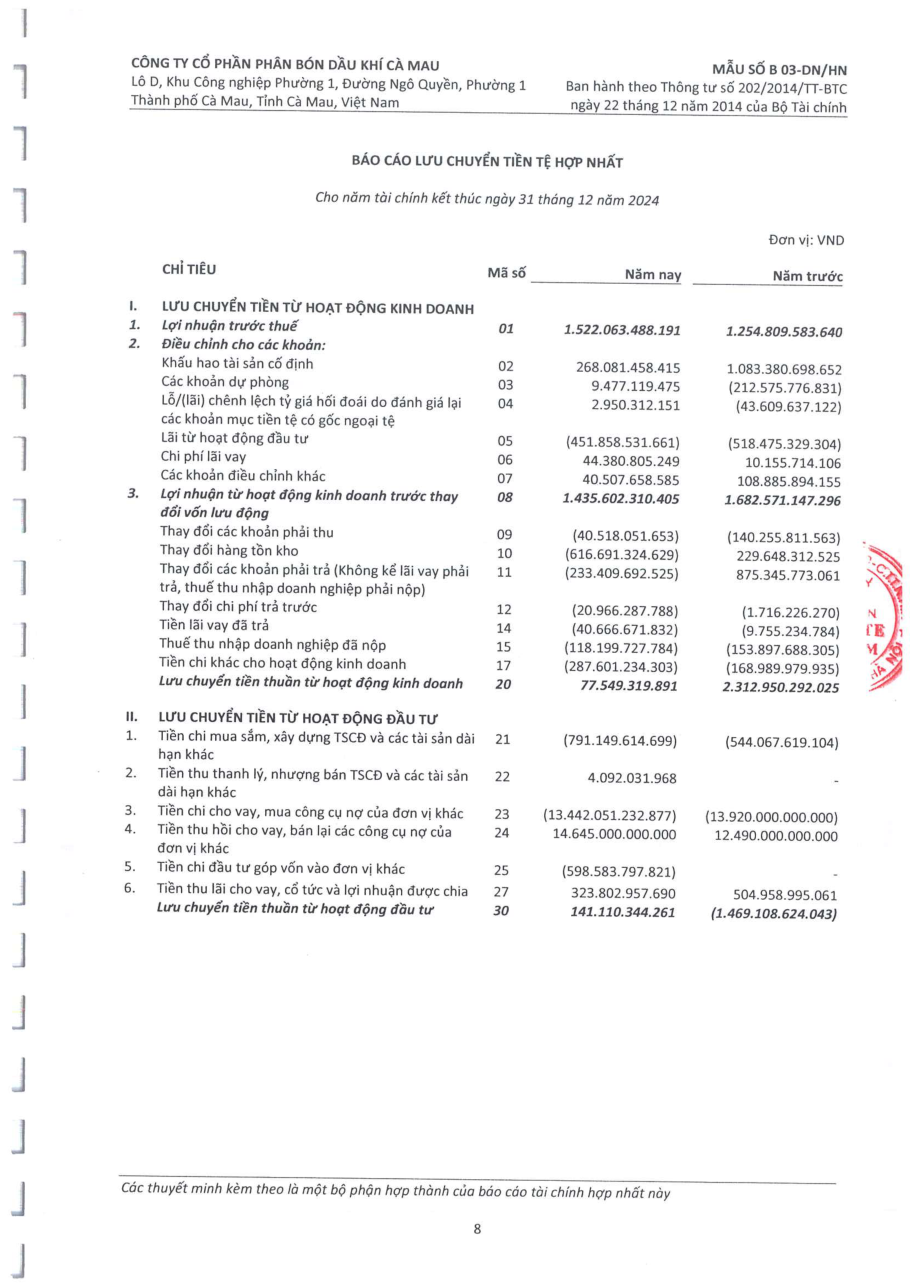 CÔNG TY CỔ PHẦN PHÂN BÓN DẦU KHÍ CÀ MAU
Lô D, Khu Công nghiệp Phường 1, Đường Ngô Quyền, Phường 1
Thành phố Cà Mau, Tỉnh Cà Mau, Việt Nam
MẪU SỐ B 03-DN/HN
Ban hành theo Thông tư số 202/2014/TT-BTC
ngày 22 tháng 12 năm 2014 của Bộ Tài chính
BÁO CÁO LƯU CHUYỂN TIỀN TỆ HỢP NHẤT
Cho năm tài chính kết thúc ngày 31 tháng 12 năm 2024
Đơn vị: VND
CHỈ TIÊU Mã số Năm nay Năm trước
I. LƯU CHUYỂN TIỀN TỪ HOẠT ĐỘNG KINH DOANH
1. Lợi nhuận trước thuế 01 1.522.063.488.191 1.254.809.583.640
2. Điều chỉnh cho các khoản:
Khấu hao tài sản cố định 02 268.081.458.415 1.083.380.698.652
Các khoản dự phòng 03 9.477.119.475 (212.575.776.831)
Lỗ/(lãi) chênh lệch tỷ giá hối đoái do đánh giá lại 04 2.950.312.151 (43.609.637.122)
các khoản mục tiền tệ có gốc ngoại tệ
Lãi từ hoạt động đầu tư 05 (451.858.531.661) (518.475.329.304)
Chi phí lãi vay 06 44.380.805.249 10.155.714.106
Các khoản điều chỉnh khác 07 40.507.658.585 108.885.894.155
3. Lợi nhuận từ hoạt động kinh doanh trước thay 08 1.435.602.310.405 1.682.571.147.296
đổi vốn lưu động
Thay đổi các khoản phải thu 09 (40.518.051.653) (140.255.811.563)
Thay đổi hàng tồn kho 10 (616.691.324.629) 229.648.312.525
Thay đổi các khoản phải trả (Không kể lãi vay phải 11 (233.409.692.525) 875.345.773.061
trả, thuế thu nhập doanh nghiệp phải nộp)
Thay đổi chi phí trả trước 12 (20.966.287.788) (1.716.226.270)
Tiền lãi vay đã trả 14 (40.666.671.832) (9.755.234.784)
Thuế thu nhập doanh nghiệp đã nộp 15 (118.199.727.784) (153.897.688.305)
Tiền chi khác cho hoạt động kinh doanh 17 (287.601.234.303) (168.989.979.935)
Lưu chuyển tiền thuần từ hoạt động kinh doanh 20 77.549.319.891 2.312.950.292.025
II. LƯU CHUYỂN TIỀN TỪ HOẠT ĐỘNG ĐẦU TƯ
1. Tiền chi mua sắm, xây dựng TSCĐ và các tài sản dài 21 (791.149.614.699) (544.067.619.104)
hạn khác
2. Tiền thu thanh lý, nhượng bán TSCĐ và các tài sản 22 4.092.031.968 -
dài hạn khác
3. Tiền chi cho vay, mua công cụ nợ của đơn vị khác 23 (13.442.051.232.877) (13.920.000.000.000)
4. Tiền thu hồi cho vay, bán lại các công cụ nợ của 24 14.645.000.000.000 12.490.000.000.000
đơn vị khác
5. Tiền chi đầu tư góp vốn vào đơn vị khác 25 (598.583.797.821) -
6. Tiền thu lãi cho vay, cổ tức và lợi nhuận được chia 27 323.802.957.690 504.958.995.061
Lưu chuyển tiền thuần từ hoạt động đầu tư 30 141.110.344.261 (1.469.108.624.043)
Các thuyết minh kèm theo là một bộ phận hợp thành của báo cáo tài chính hợp nhất này
8